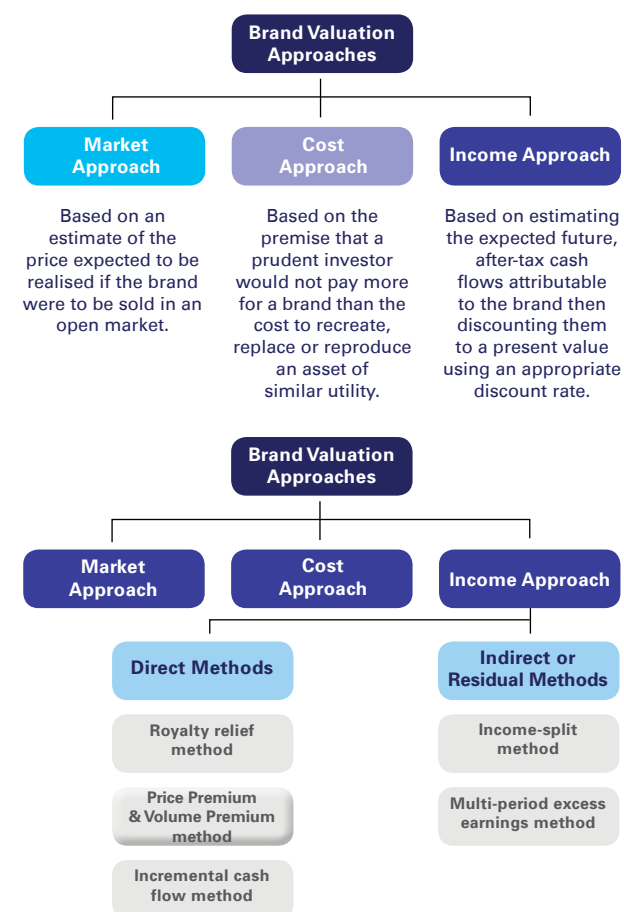 Brand Valuation
Approaches
Market
Approach
Cost
Approach
Income Approach
Based on an
estimate of the
price expected to be
realised if the brand
were to be sold in an
open market.
Based on the
premise that a
prudent investor
would not pay more
for a brand than the
cost to recreate,
replace or reproduce
an asset of
similar utility.
Based on estimating
the expected future,
after-tax cash
flows attributable
to the brand then
discounting them
to a present value
using an appropriate
discount rate.
Brand Valuation
Approaches
Market
Approach
Cost
Approach
Income Approach
Direct Methods
Indirect or
Residual Methods
Royalty relief
method
Price Premium
& Volume Premium
method
Incremental cash
flow method
Income-split
method
Multi-period excess
earnings method